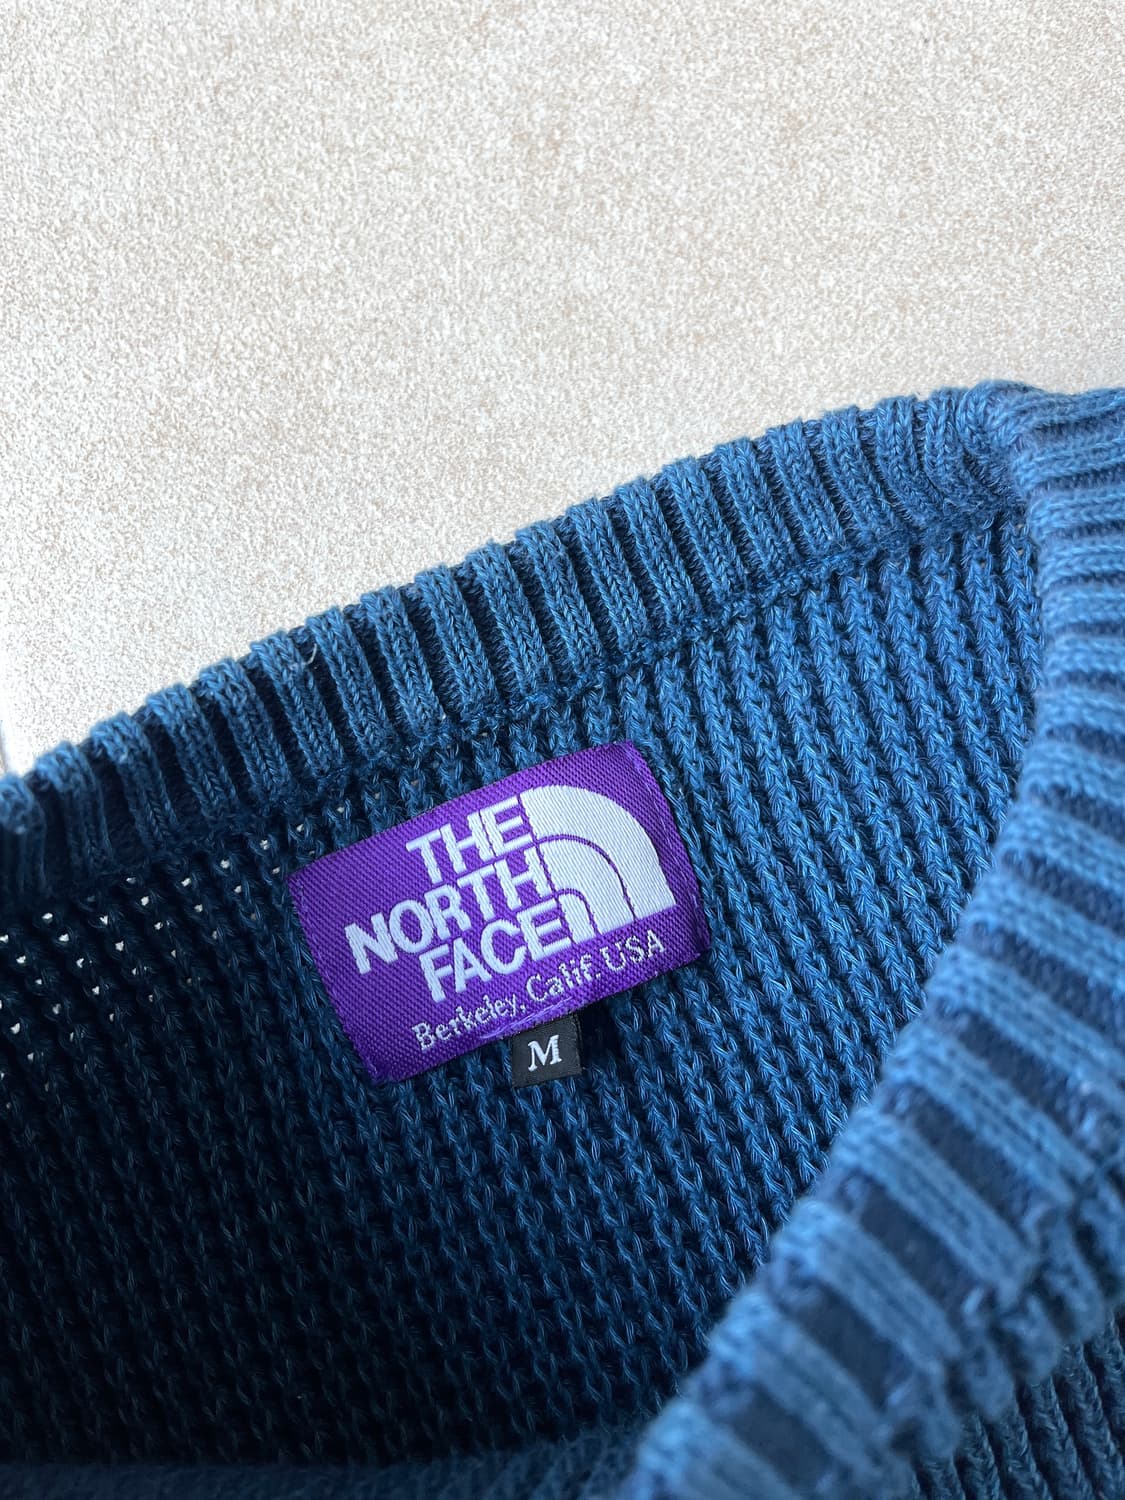 THE
NORTH
FACE
Berkeley, Calif. USA
M